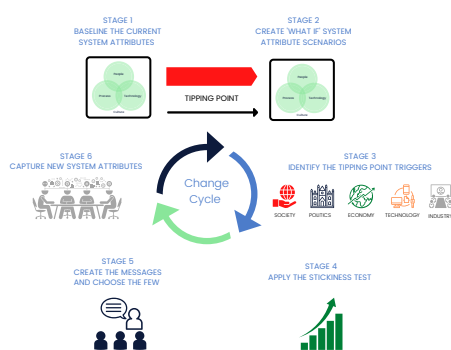 STAGE 1
BASELINE THE CURRENT
SYSTEM ATTRIBUTES
STAGE 2
CREATE 'WHAT IF' SYSTEM
ATTRIBUTE SCENARIOS
People
Process
Technology
Culture
TIPPING POINT
People
Process
Technology
Culture
STAGE 6
CAPTURE NEW SYSTEM ATTRIBUTES
Change
Cycle
STAGE 3
IDENTIFY THE TIPPING POINT TRIGGERS
SOCIETY
POLITICS
ECONOMY
TECHNOLOGY
INDUSTRY
STAGE 5
CREATE THE MESSAGES
AND CHOOSE THE FEW
STAGE 4
APPLY THE STICKINESS TEST